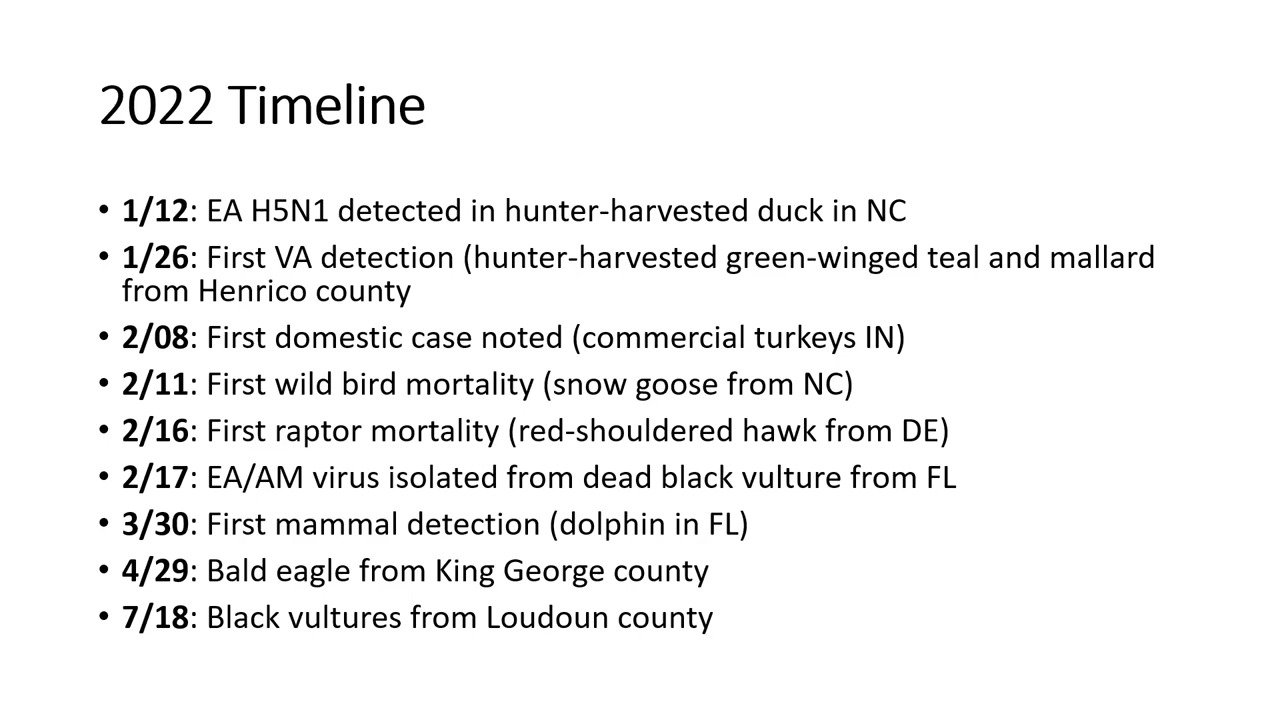 2022 Timeline
• 1/12: EA H5N1 detected in hunter-harvested duck in NC
• 1/26: First VA detection (hunter-harvested green-winged teal and mallard
from Henrico county
• 2/08: First domestic case noted (commercial turkeys IN)
• 2/11: First wild bird mortality (snow goose from NC)
• 2/16: First raptor mortality (red-shouldered hawk from DE)
• 2/17: EA/AM virus isolated from dead black vulture from FL
• 3/30: First mammal detection (dolphin in FL)
• 4/29: Bald eagle from King George county
• 7/18: Black vultures from Loudoun county